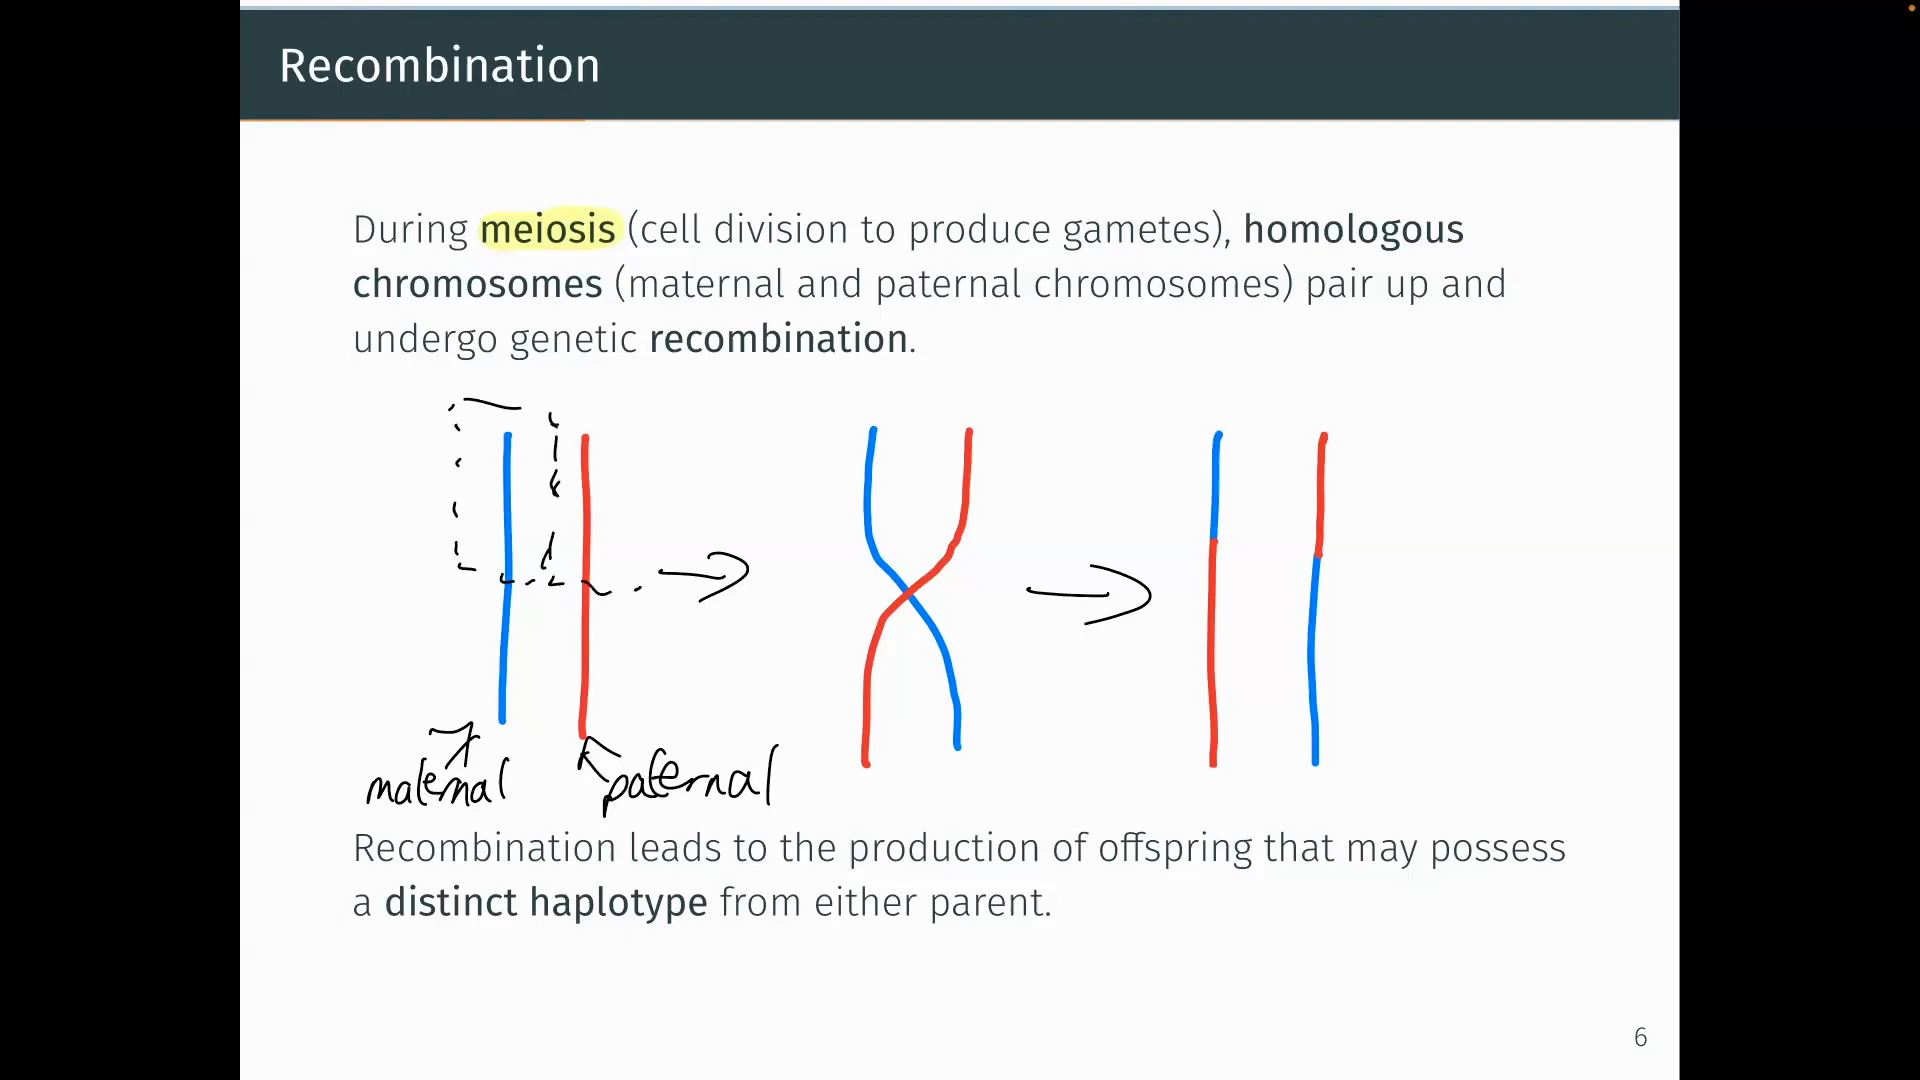 Recombination
During meiosis (cell division to produce gametes), homologous
chromosomes (maternal and paternal chromosomes) pair up and
undergo genetic recombination.
maternal
paternal
Recombination leads to the production of offspring that may possess
a distinct haplotype from either parent.
6